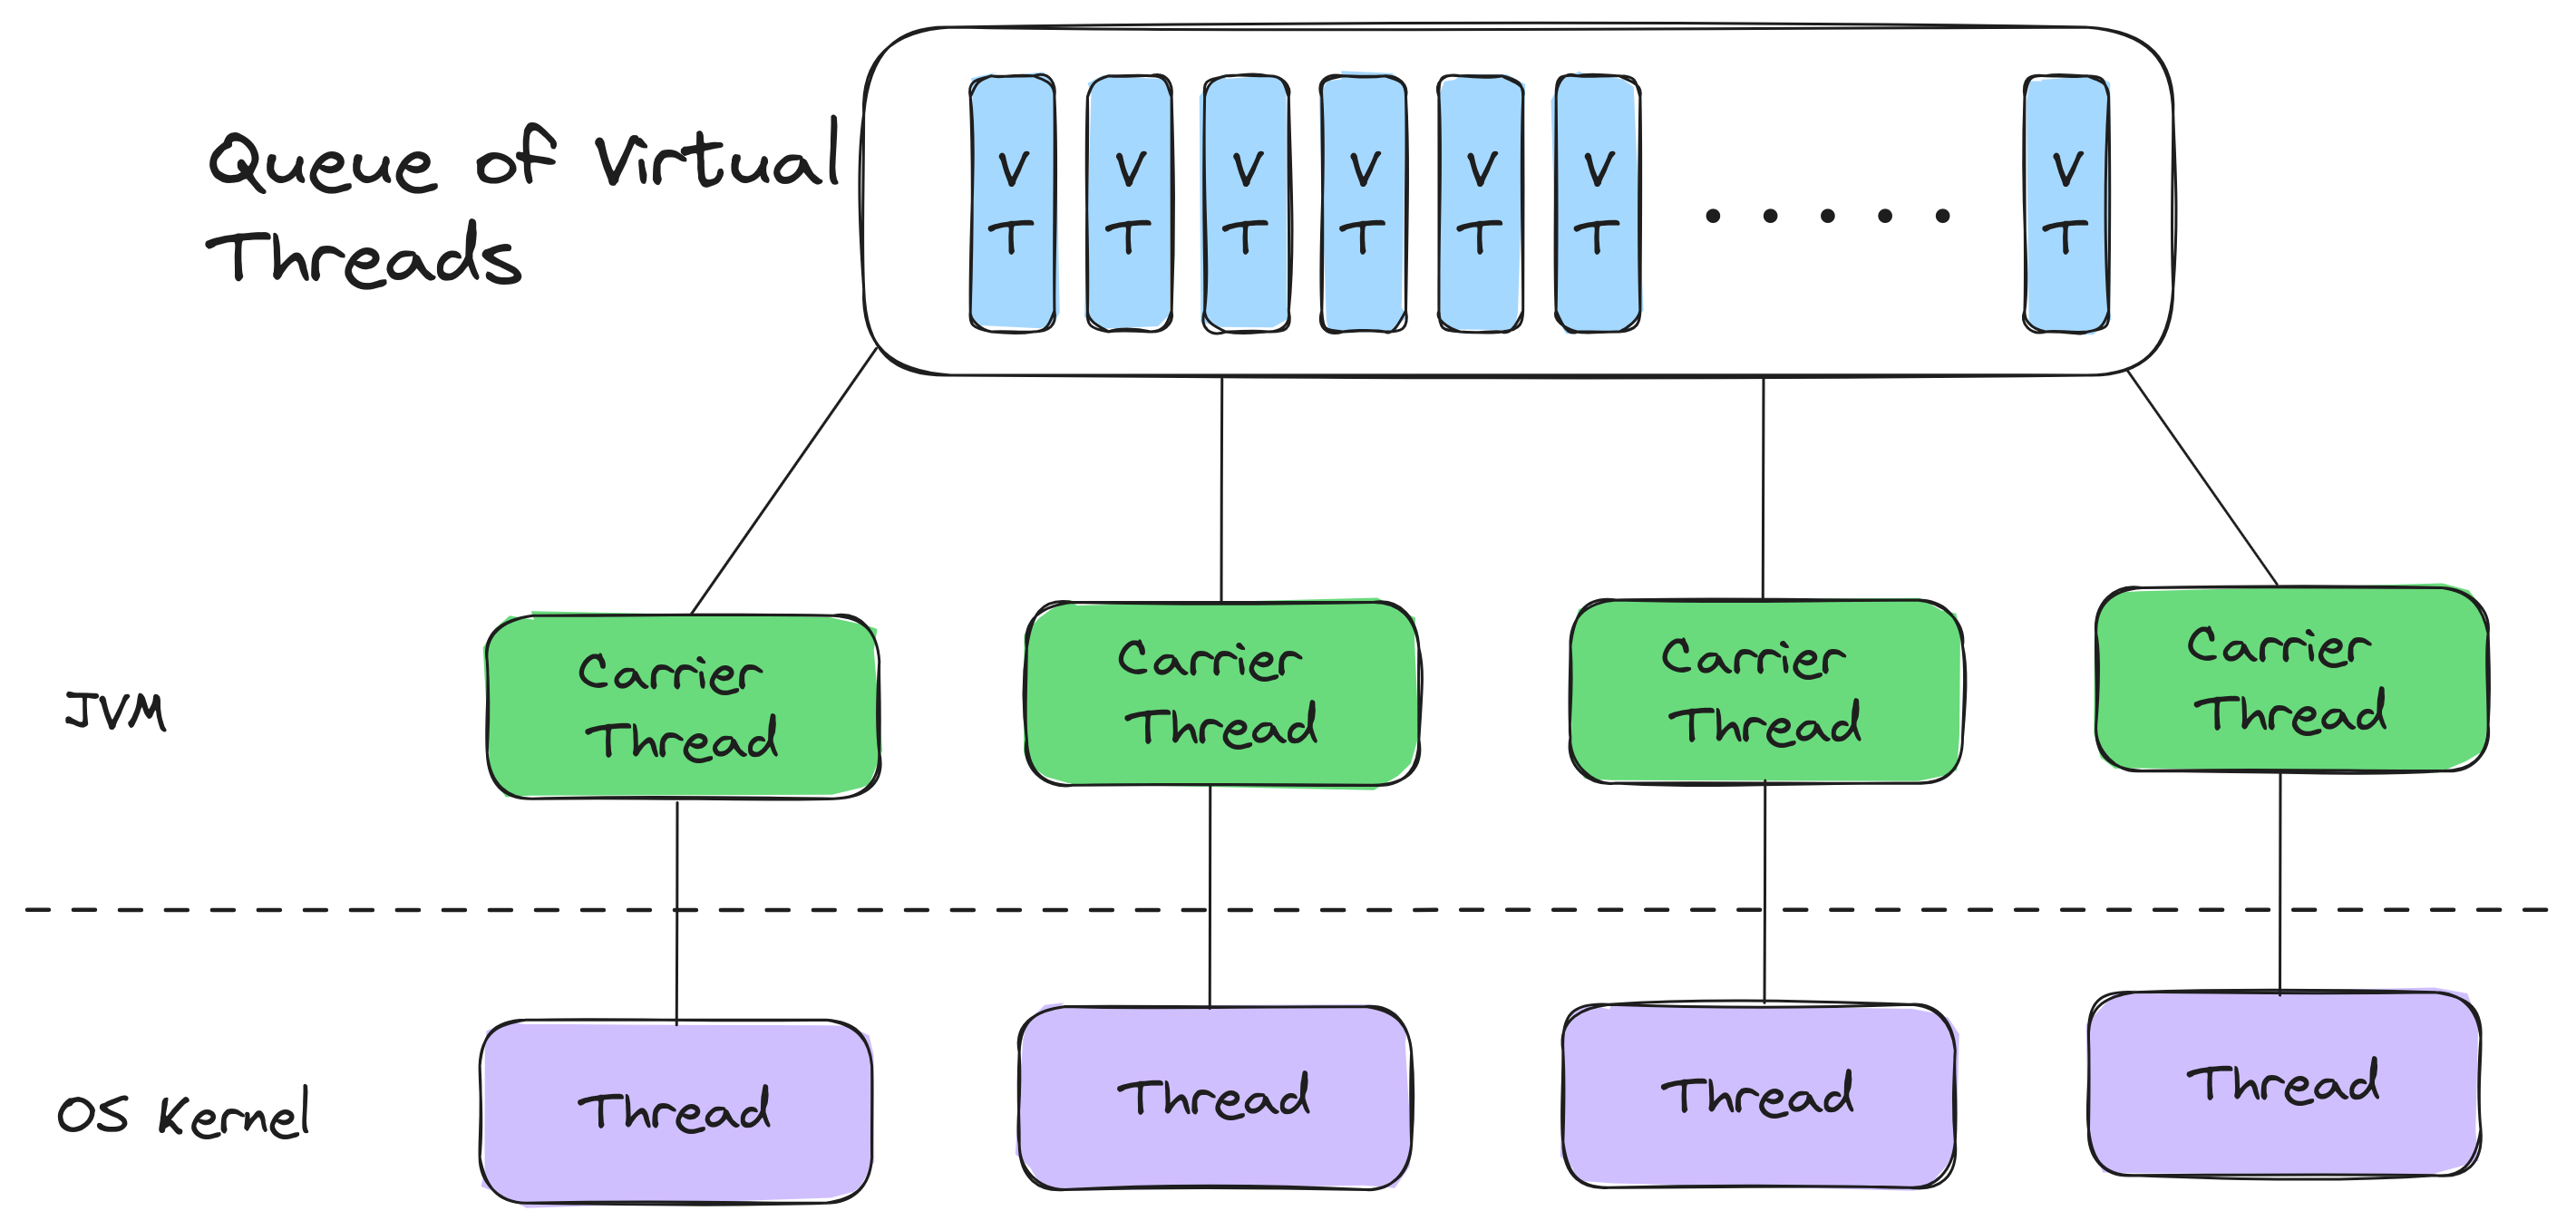 Queue of Virtual
Threads
V
T
V
T
V
T
V
T
V
T
V
T
. . . . .
V
T
JVM
Carrier
Thread
Carrier
Thread
Carrier
Thread
Carrier
Thread
OS Kernel
Thread
Thread
Thread
Thread